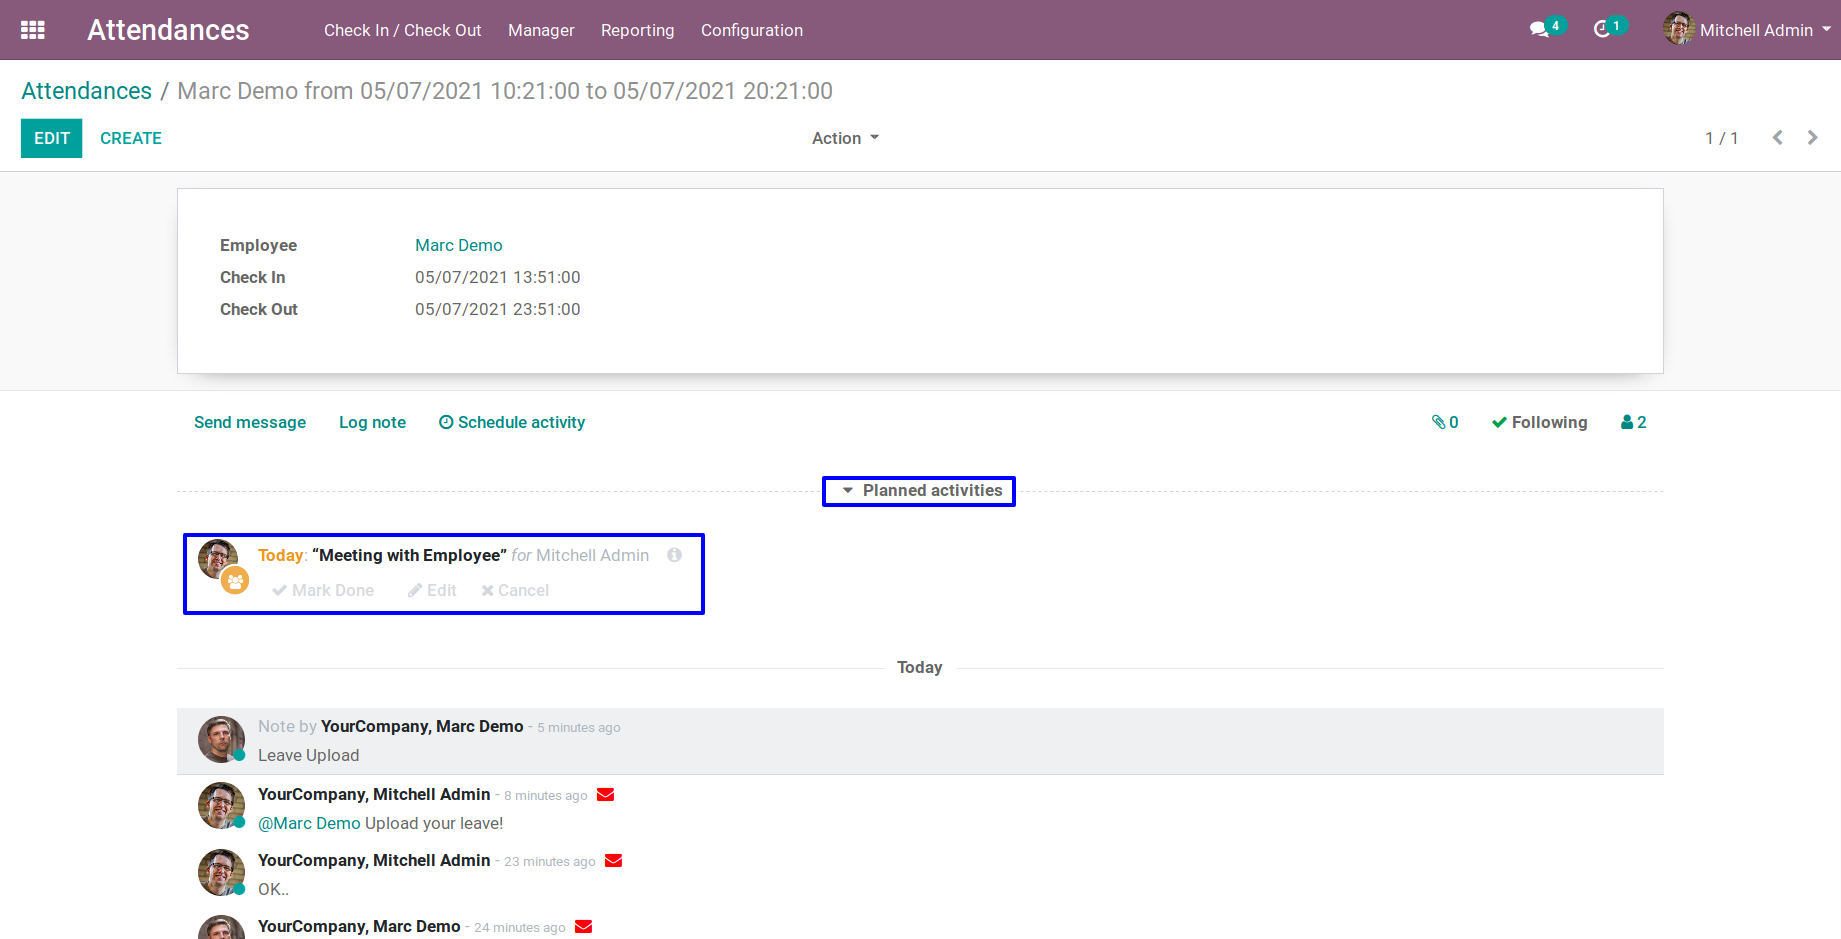 Attendances Check In / Check Out Manager Reporting Configuration 4 1 Mitchell Admin
Attendances / Marc Demo from 05/07/2021 10:21:00 to 05/07/2021 20:21:00
EDIT CREATE Action 1 / 1
Employee Marc Demo
Check In 05/07/2021 13:51:00
Check Out 05/07/2021 23:51:00
Send message Log note Schedule activity 0 Following 2
Planned activities
Today: “Meeting with Employee” for Mitchell Admin
Mark Done Edit Cancel
Today
Note by YourCompany, Marc Demo - 5 minutes ago
Leave Upload
YourCompany, Mitchell Admin - 8 minutes ago
@Marc Demo Upload your leave!
YourCompany, Mitchell Admin - 23 minutes ago
OK..
YourCompany, Marc Demo - 24 minutes ago